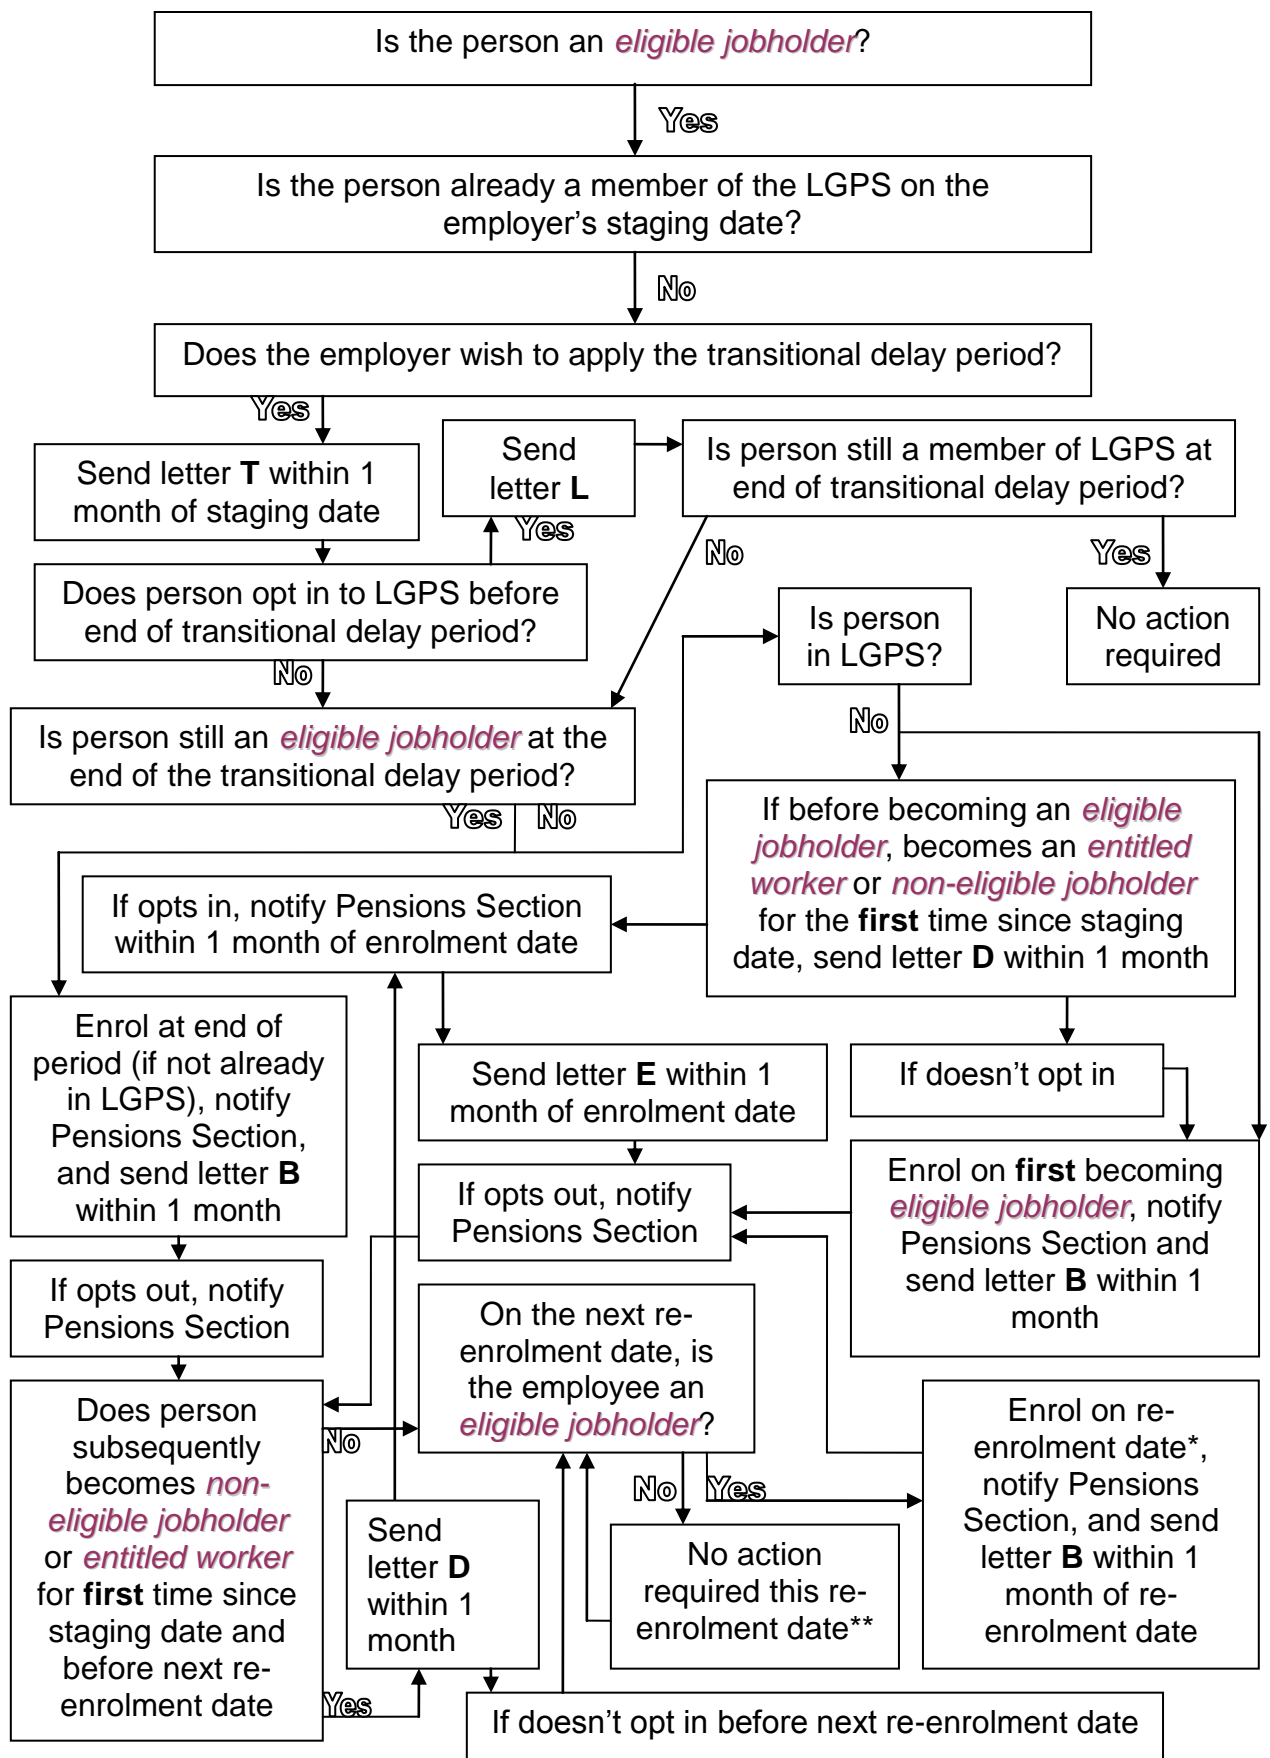 Is the person an eligible jobholder?
Yes
Is the person already a member of the LGPS on the
employer's staging date?
No
Does the employer wish to apply the transitional delay period?
Yes
Send letter T within 1
month of staging date
Send
letter L
Is person still a member of LGPS at
end of transitional delay period?
Yes
No
Yes
Does person opt in to LGPS before
end of transitional delay period?
Is person
in LGPS?
No action
required
No
No
Is person still an eligible jobholder at the
end of the transitional delay period?
Yes
No
If before becoming an eligible
jobholder, becomes an entitled
worker or non-eligible jobholder
for the first time since staging
date, send letter D within 1 month
If opts in, notify Pensions Section
within 1 month of enrolment date
Enrol at end of
period (if not already
in LGPS), notify
Pensions Section,
and send letter B
within 1 month
Send letter E within 1
month of enrolment date
If doesn't opt in
If opts out, notify
Pensions Section
Enrol on first becoming
eligible jobholder, notify
Pensions Section and
send letter B within 1
month
If opts out, notify
Pensions Section
On the next re-
enrolment date, is
the employee an
eligible jobholder?
Does person
subsequently
becomes non-
eligible jobholder
or entitled worker
for first time since
staging date and
before next re-
enrolment date
No
No
Yes
Enrol on re-
enrolment date*,
notify Pensions
Section, and send
letter B within 1
month of re-
enrolment date
Send
letter D
within 1
month
No action
required this re-
enrolment date**
Yes
If doesn't opt in before next re-enrolment date